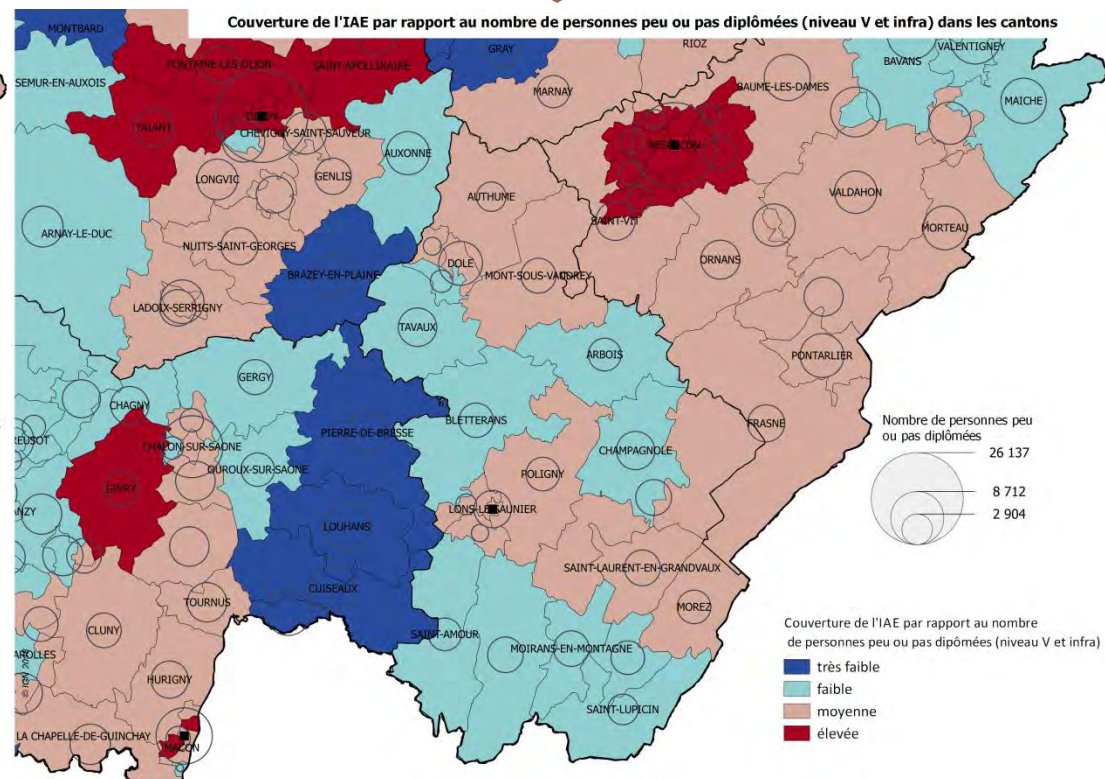 Couverture de l'IAE par rapport au nombre de personnes peu ou pas diplômées (niveau V et infra) dans les cantons
MONTBARD
GRAY
RIOZ
VALENTIGNEY
FONTAINE-LES-DIJON
SAINT-APOLLINAIRE
BAVANS
SEMUR-EN-AUXOIS
MARNAY
BAUME-LES-DAMES
MAICHE
DIJON
TALANT
CHEVIGNY-SAINT-SAUVEUR
BESANCON
AUXONNE
LONGVIC
GENLIS
AUTHUME
VALDAHON
SAINT-VIT
ARNAY-LE-DUC
MORTEAU
NUITS-SAINT-GEORGES
DOLE
ORNANS
BRAZEY-EN-PLAINE
MONT-SOUS-VAUDREY
LADOIX-SERRIGNY
TAVAUX
ARBOIS
PONTARLIER
GERGY
CHAGNY
BLETTERANS
FRASNE
Nombre de personnes peu
ou pas diplômées
26 137
8 712
2 904
REUSOT
CHALON-SUR-SAONE
PIERRE-DE-BRESSE
CHAMPAGNOLE
OUROUX-SUR-SAONE
POLIGNY
GIVRY
ANZY
LONS-LE-SAUNIER
LOUHANS
SAINT-LAURENT-EN-GRANDVAUX
CUISEAUX
TOURNUS
MOREZ
CLUNY
SAINT-AMOUR
MOIRANS-EN-MONTAGNE
AROLLES
HURIGNY
SAINT-LUPICIN
LA CHAPELLE-DE-GUINCHAY
MACON
Couverture de l'IAE par rapport au nombre
de personnes peu ou pas dipômées (niveau V et infra)
très faible
faible
moyenne
élevée